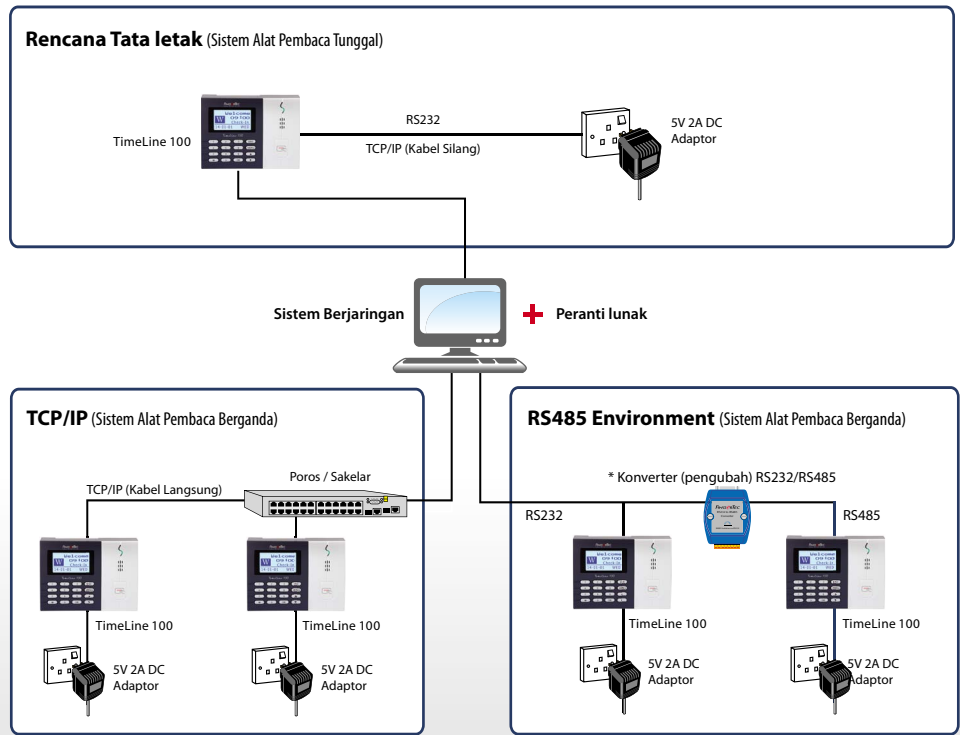 Rencana Tata letak (Sistem Alat Pembaca Tunggal)
RS232
TimeLine 100
TCP/IP (Kabel Silang)
5V 2A DC
Adaptor
Sistem Berjaringan
Peranti lunak
TCP/IP (Sistem Alat Pembaca Berganda)
Poros / Sakelar
TCP/IP (Kabel Langsung)
TimeLine 100
TimeLine 100
5V 2A DC
Adaptor
5V 2A DC
Adaptor
RS485 Environment (Sistem Alat Pembaca Berganda)
* Konverter (pengubah) RS232/RS485
RS232
RS485
TimeLine 100
TimeLine 100
5V 2A DC
Adaptor
5V 2A DC
Adaptor